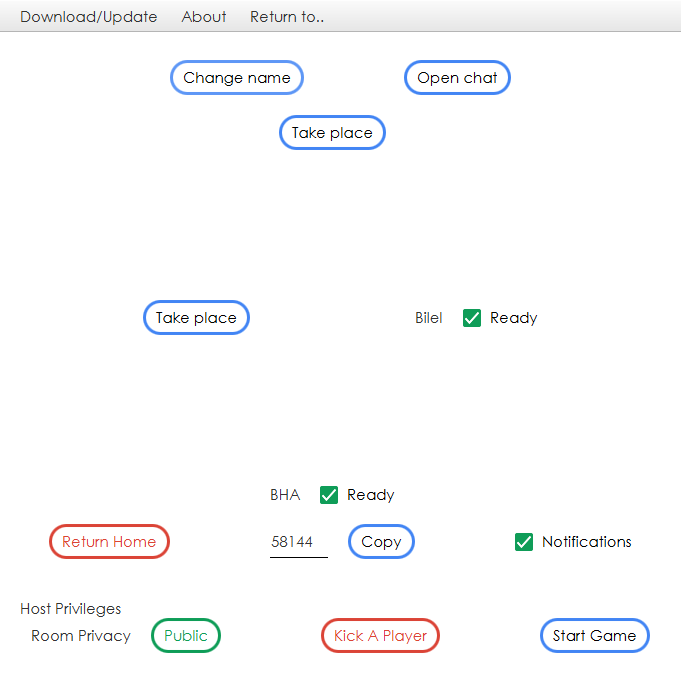 Download/Update About Return to..
Change name Open chat
Take place
Take place Bilel Ready
BHA Ready
Return Home 58144 Copy Notifications
Host Privileges
Room Privacy Public Kick A Player Start Game